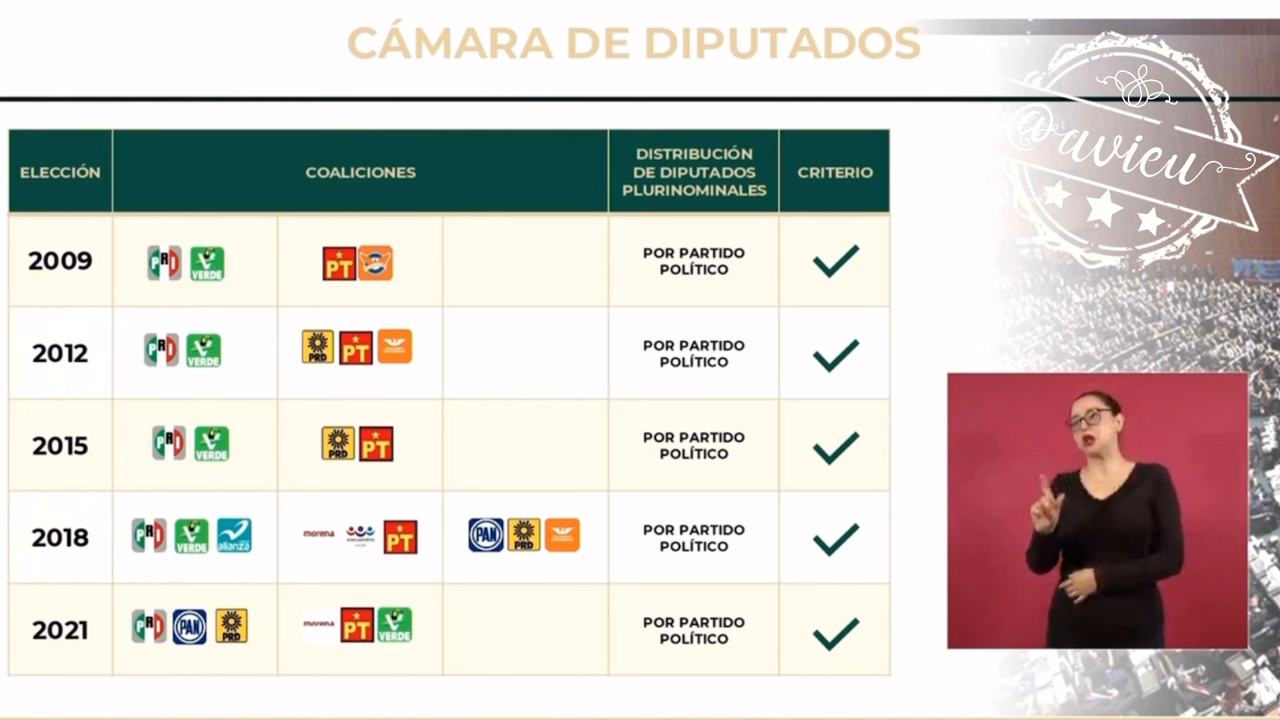 CÁMARA DE DIPUTADOS
@avieu
ELECCIÓN
COALICIONES
DISTRIBUCIÓN
DE DIPUTADOS
PLURINOMINALES
CRITERIO
2009
PRI VERDE
PT
POR PARTIDO
POLÍTICO
2012
PRI VERDE
PRD PT
POR PARTIDO
POLÍTICO
2015
PRI VERDE
PRD PT
POR PARTIDO
POLÍTICO
2018
PRI VERDE alianza
morena encuentro PT
PAN PRD
POR PARTIDO
POLÍTICO
2021
PRI PAN PRD
morena PT VERDE
POR PARTIDO
POLÍTICO